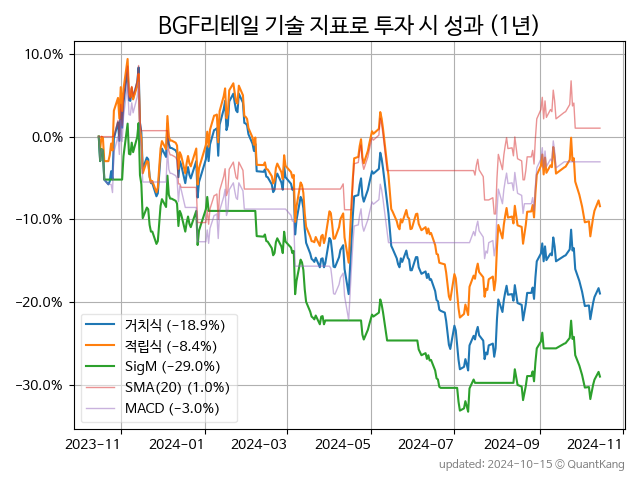 BGF리테일 기술 지표로 투자 시 성과 (1년)
10.0%
0.0%
−10.0%
−20.0%
−30.0%
거치식 (−18.9%)
적립식 (−8.4%)
SigM (−29.0%)
SMA(20) (1.0%)
MACD (−3.0%)
2023-11 2024-01 2024-03 2024-05 2024-07 2024-09 2024-11
updated: 2024-10-15 © QuantKang